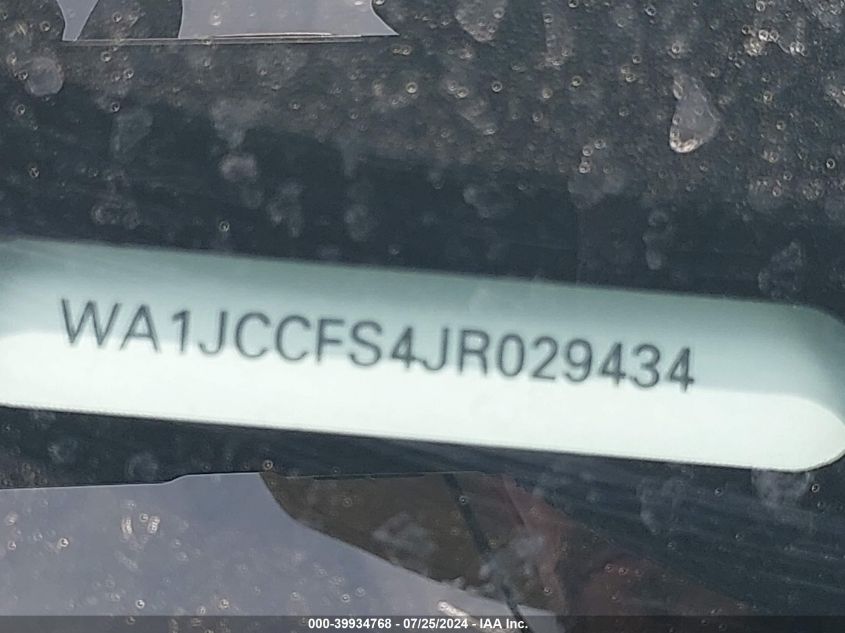 WA1JCCFS4JR029434
000-39934768 - 07/25/2024 - IAA Inc.